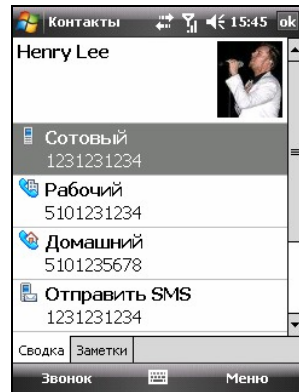 Контакты 15:45 ok
Henry Lee
Сотовый
1231231234
Рабочий
5101231234
Домашний
5101235678
Отправить SMS
1231231234
Сводка Заметки
Звонок Меню